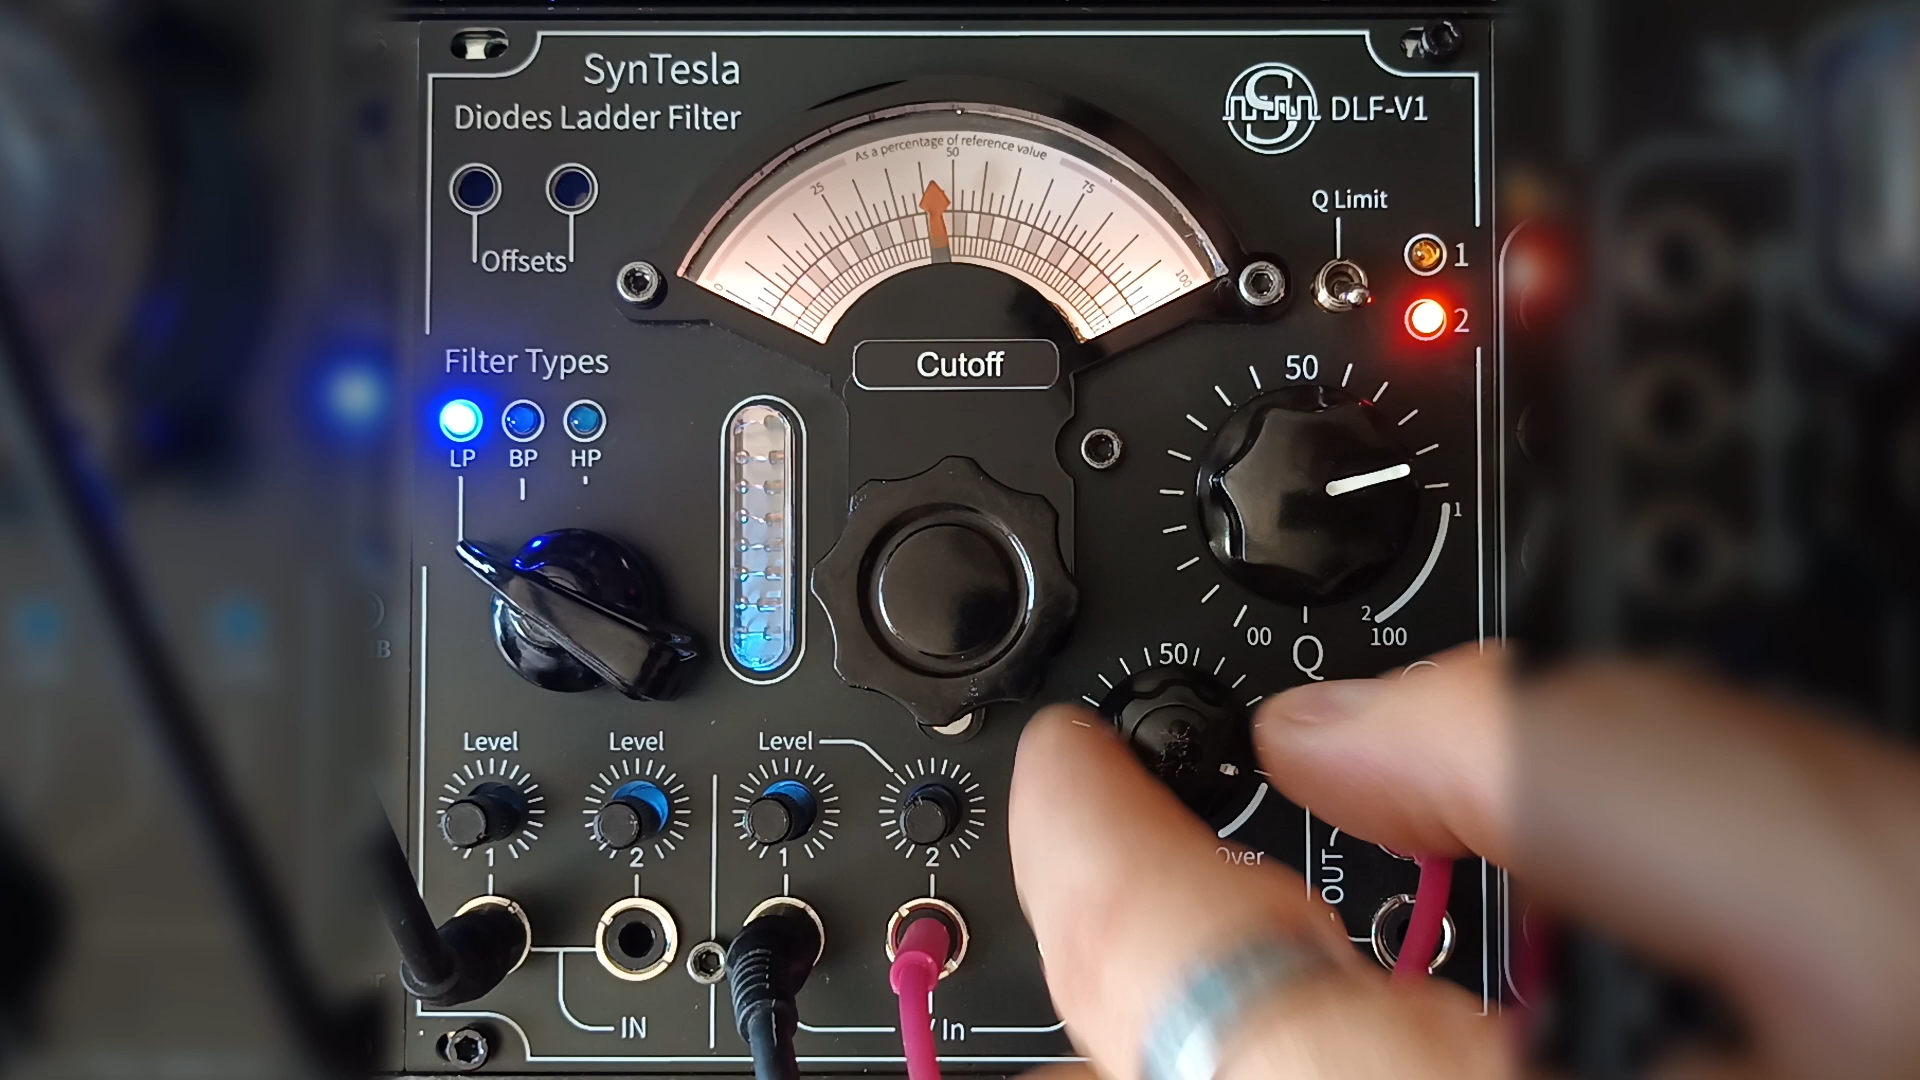 SynTesla
Diodes Ladder Filter
DLF-V1
As a percentage of reference value
0
25
50
75
100
Offsets
Q Limit
1
2
Cutoff
Filter Types
LP
BP
HP
50
1
2
00
100
Q
50
Level
Level
Level
1
2
1
2
Over
OUT
IN
In